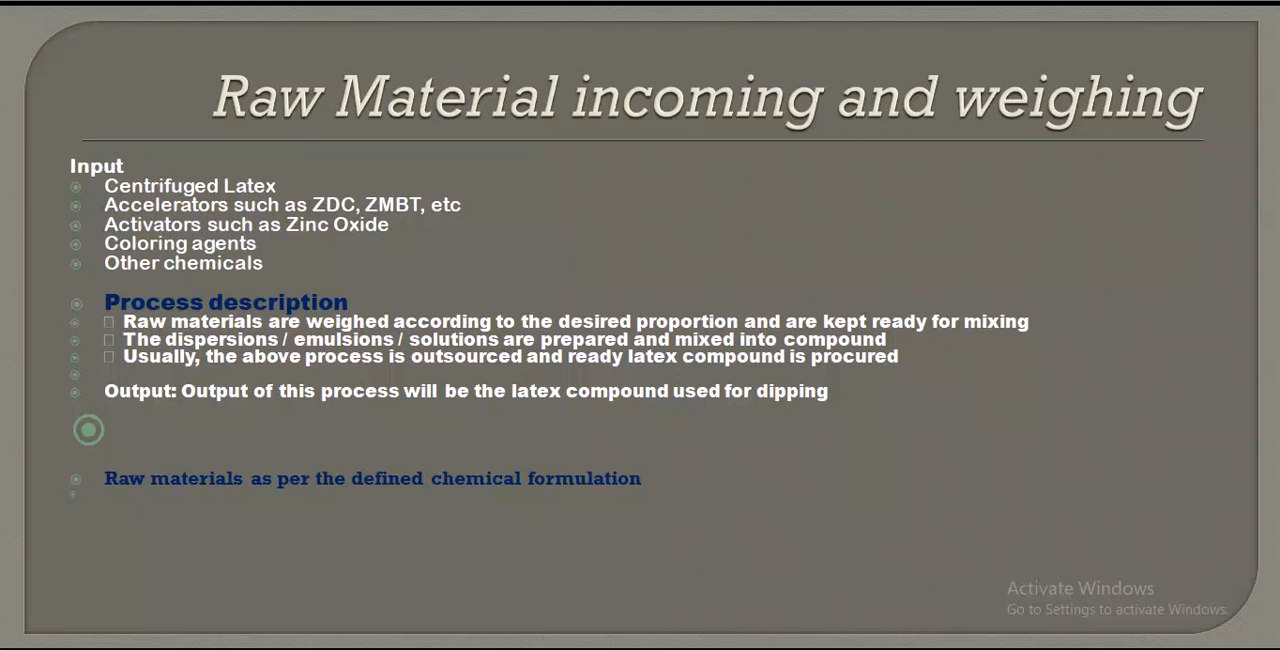 Raw Material incoming and weighing
Input
Centrifuged Latex
Accelerators such as ZDC, ZMBT, etc
Activators such as Zinc Oxide
Coloring agents
Other chemicals
Process description
Raw materials are weighed according to the desired proportion and are kept ready for mixing
The dispersions / emulsions / solutions are prepared and mixed into compound
Usually, the above process is outsourced and ready latex compound is procured
Output: Output of this process will be the latex compound used for dipping
Raw materials as per the defined chemical formulation
Activate Windows
Go to Settings to activate Windows.